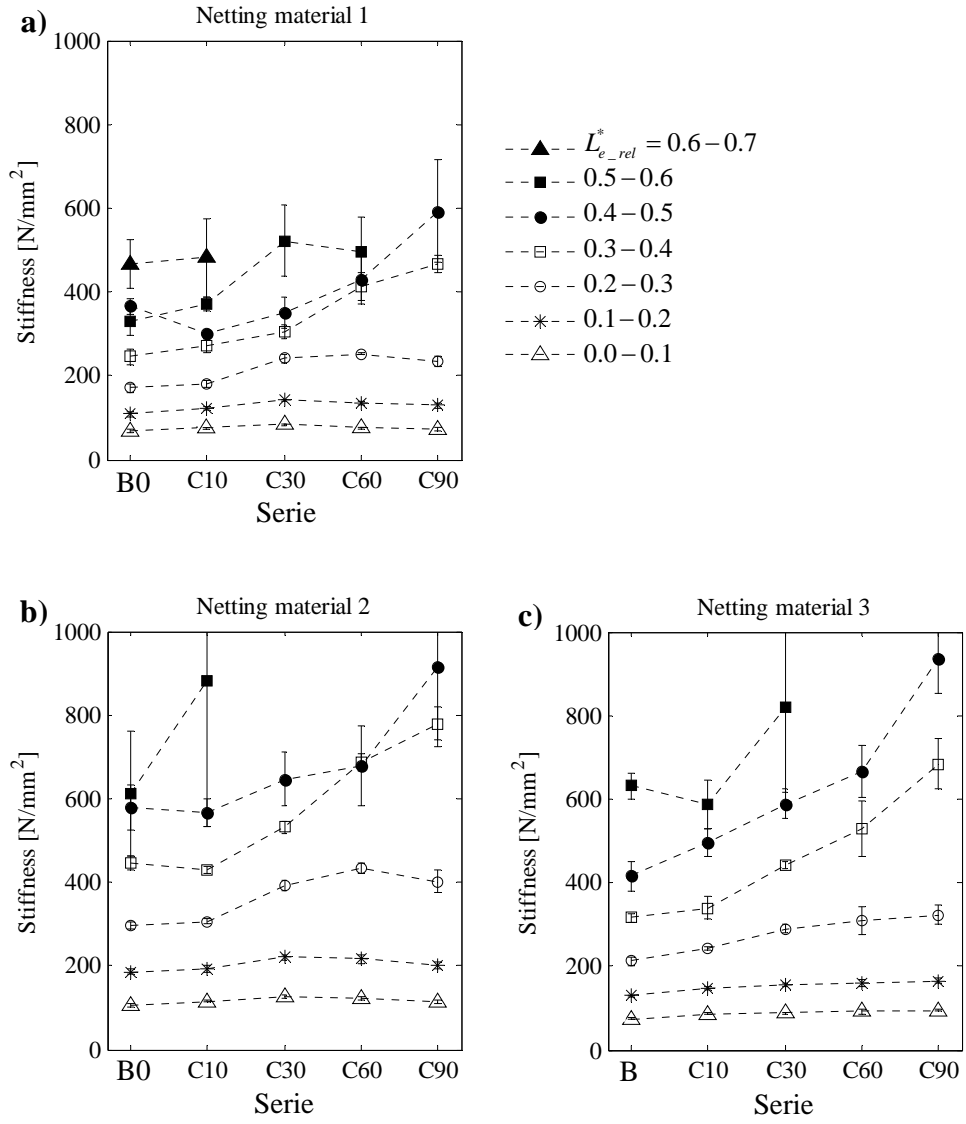 a)
Netting material 1
1000
800
600
400
200
0
Stiffness [N/mm²]
B0 C10 C30 C60 C90
Serie
L*e_rel = 0.6 – 0.7
0.5 – 0.6
0.4 – 0.5
0.3 – 0.4
0.2 – 0.3
0.1 – 0.2
0.0 – 0.1
b)
Netting material 2
1000
800
600
400
200
0
Stiffness [N/mm²]
B0 C10 C30 C60 C90
Serie
c)
Netting material 3
1000
800
600
400
200
0
Stiffness [N/mm²]
B C10 C30 C60 C90
Serie